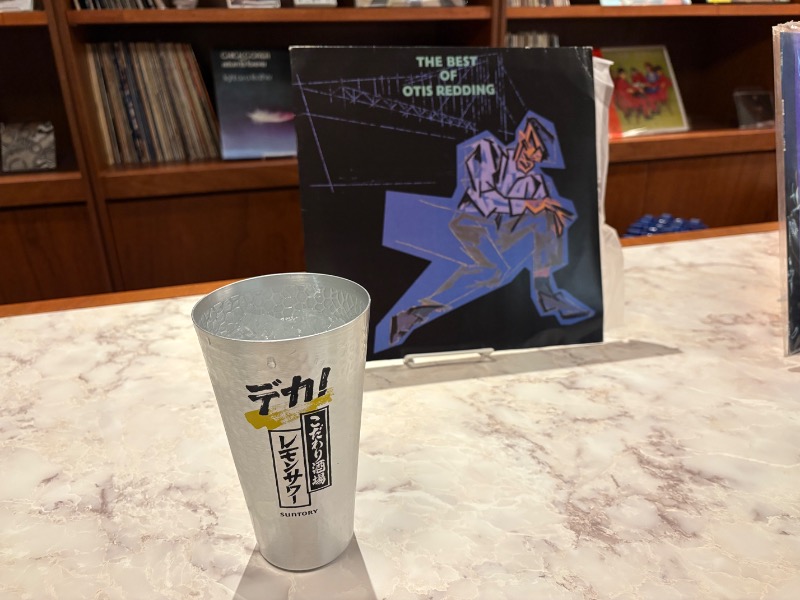 THE BEST
OF
OTIS REDDING
デカ!
こだわり酒場
レモンサワー
SUNTORY